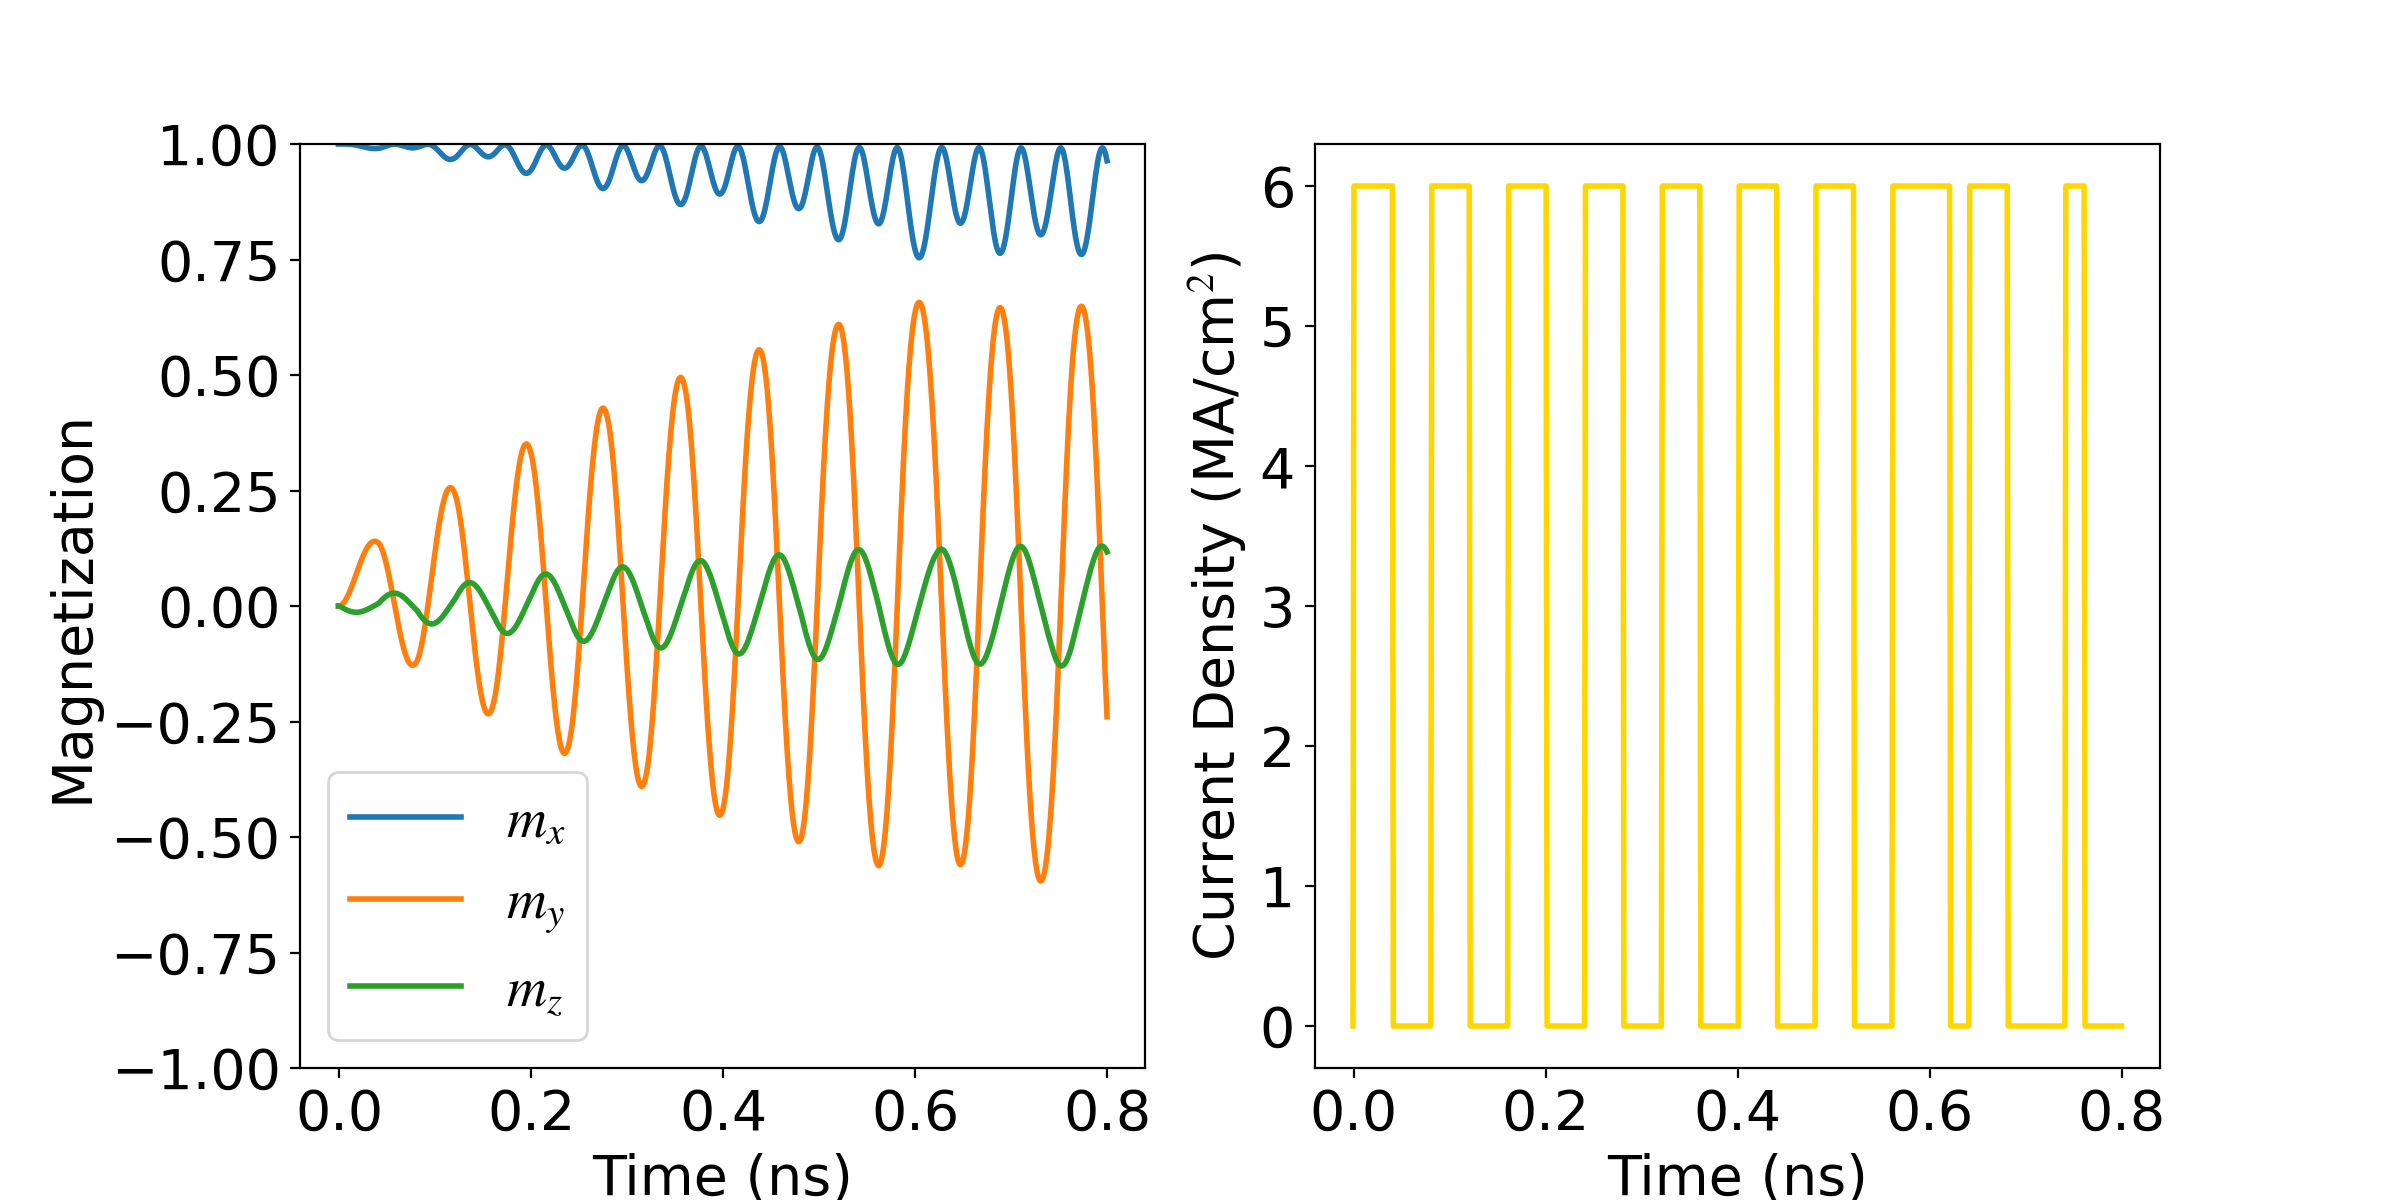 1.00
0.75
0.50
0.25
0.00
−0.25
−0.50
−0.75
−1.00
Magnetization
m_x
m_y
m_z
0.0 0.2 0.4 0.6 0.8
Time (ns)
6
5
4
3
2
1
0
Current Density (MA/cm²)
0.0 0.2 0.4 0.6 0.8
Time (ns)